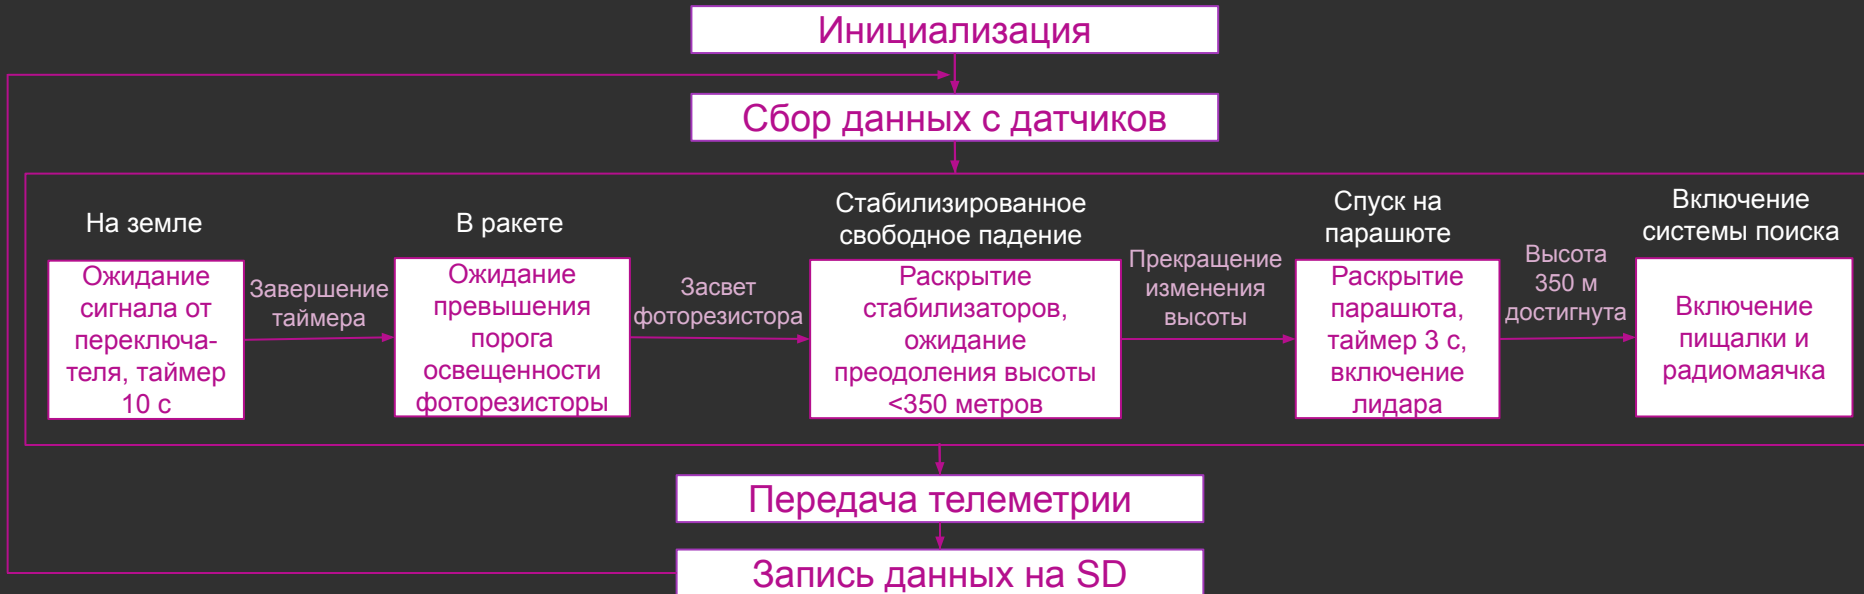 Инициализация
Сбор данных с датчиков
На земле
Ожидание
сигнала от
переключа-
теля, таймер
10 с
Завершение
таймера
В ракете
Ожидание
превышения
порога
освещенности
фоторезисторы
Засвет
фоторезистора
Стабилизированное
свободное падение
Раскрытие
стабилизаторов,
ожидание
преодоления высоты
<350 метров
Прекращение
изменения
высоты
Спуск на
парашюте
Раскрытие
парашюта,
таймер 3 с,
включение
лидара
Высота
350 м
достигнута
Включение
системы поиска
Включение
пищалки и
радиомаячка
Передача телеметрии
Запись данных на SD